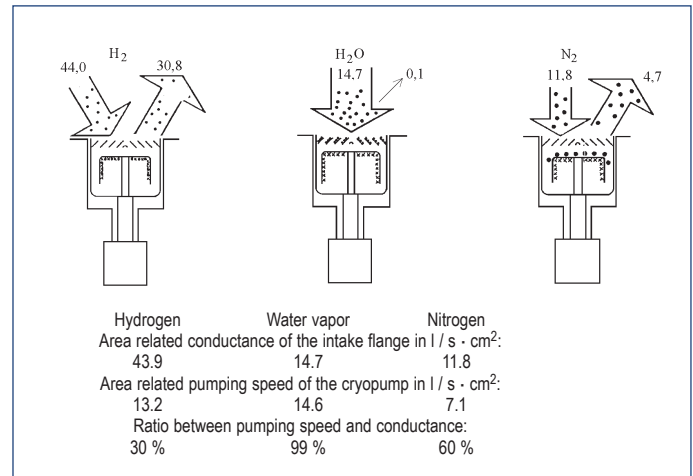 H2 H2O N2
44,0 30,8 14.7 0,1 11,8 4,7
Hydrogen Water vapor Nitrogen
Area related conductance of the intake flange in l / s · cm2:
43.9 14.7 11.8
Area related pumping speed of the cryopump in l / s · cm2:
13.2 14.6 7.1
Ratio between pumping speed and conductance:
30 % 99 % 60 %